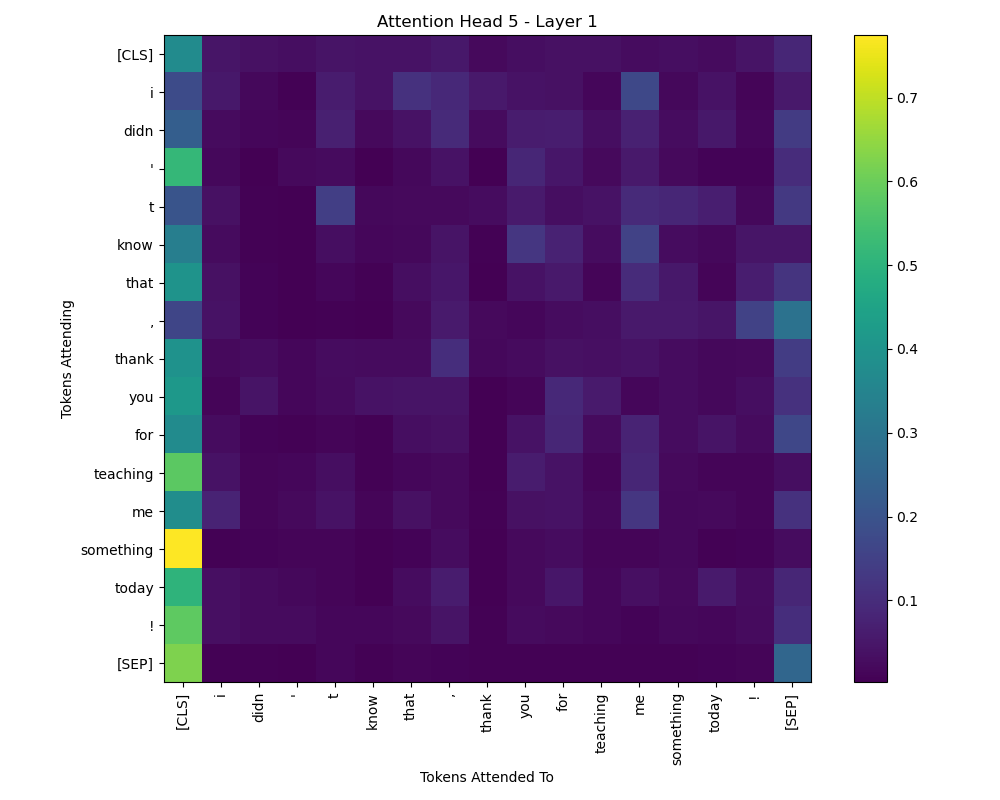 Attention Head 5 - Layer 1
[CLS]
i
didn
'
t
know
that
,
thank
you
for
teaching
me
something
today
!
[SEP]
Tokens Attending
[CLS]
i
didn
'
t
know
that
,
thank
you
for
teaching
me
something
today
!
[SEP]
Tokens Attended To
0.7
0.6
0.5
0.4
0.3
0.2
0.1